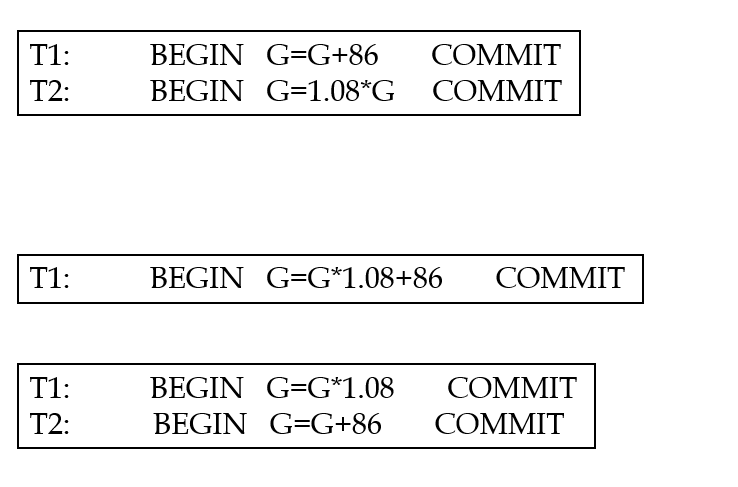 T1: BEGIN G=G+86 COMMIT
T2: BEGIN G=1.08*G COMMIT
T1: BEGIN G=G*1.08+86 COMMIT
T1: BEGIN G=G*1.08 COMMIT
T2: BEGIN G=G+86 COMMIT